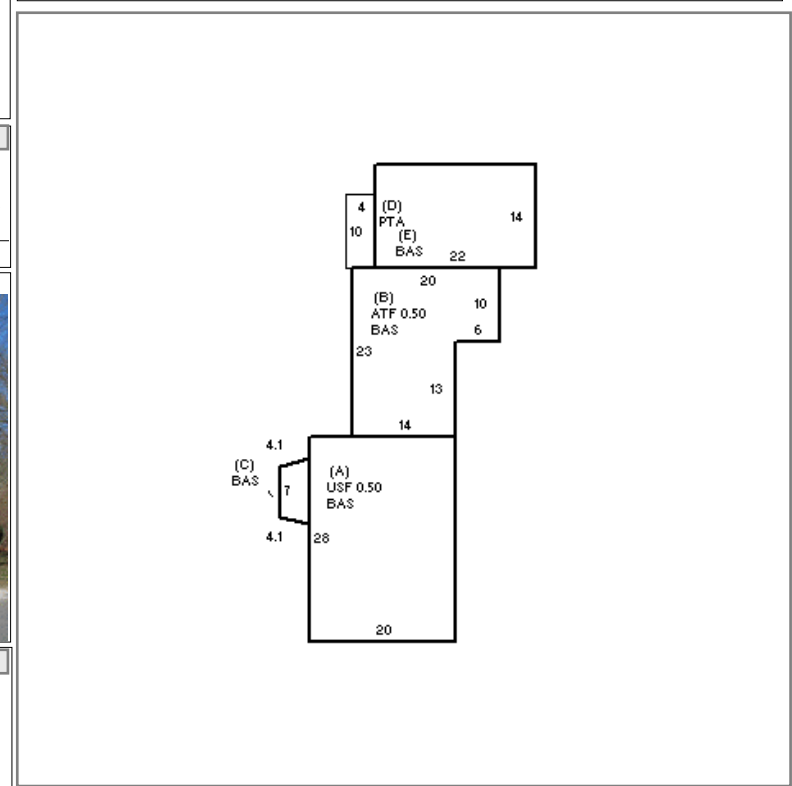 4
(D)
14
PTA
10
(E)
BAS
22
20
(B)
10
ATF 0.50
BAS
6
23
13
14
4.1
(C)
BAS
7
(A)
USF 0.50
BAS
4.1
28
20